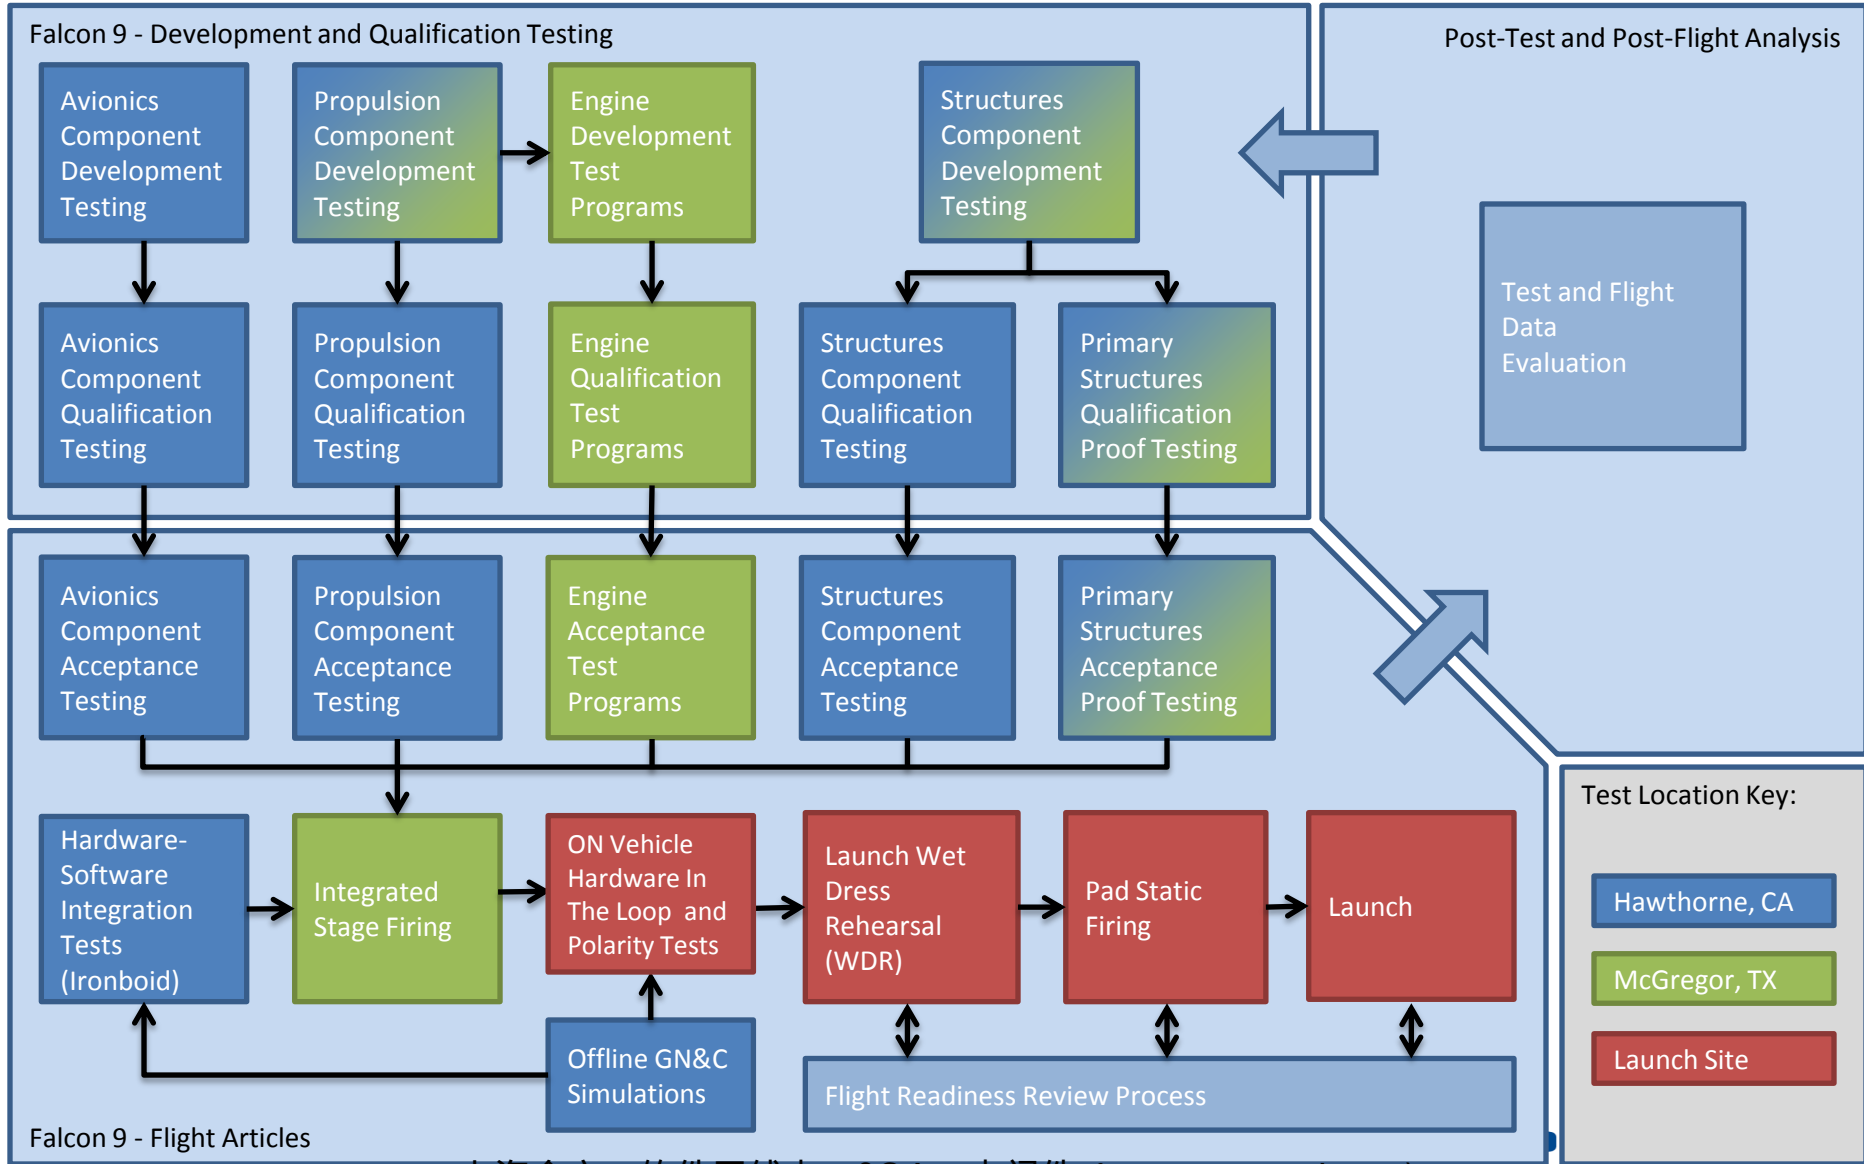 Falcon 9 - Development and Qualification Testing
Post-Test and Post-Flight Analysis
Avionics
Component
Development
Testing
Propulsion
Component
Development
Testing
Engine
Development
Test
Programs
Structures
Component
Development
Testing
Avionics
Component
Qualification
Testing
Propulsion
Component
Qualification
Testing
Engine
Qualification
Test
Programs
Structures
Component
Qualification
Testing
Primary
Structures
Qualification
Proof Testing
Test and Flight
Data
Evaluation
Avionics
Component
Acceptance
Testing
Propulsion
Component
Acceptance
Testing
Engine
Acceptance
Test
Programs
Structures
Component
Acceptance
Testing
Primary
Structures
Acceptance
Proof Testing
Hardware-
Software
Integration
Tests
(Ironboid)
Integrated
Stage Firing
ON Vehicle
Hardware In
The Loop and
Polarity Tests
Launch Wet
Dress
Rehearsal
(WDR)
Pad Static
Firing
Launch
Offline GN&C
Simulations
Flight Readiness Review Process
Falcon 9 - Flight Articles
Test Location Key:
Hawthorne, CA
McGregor, TX
Launch Site